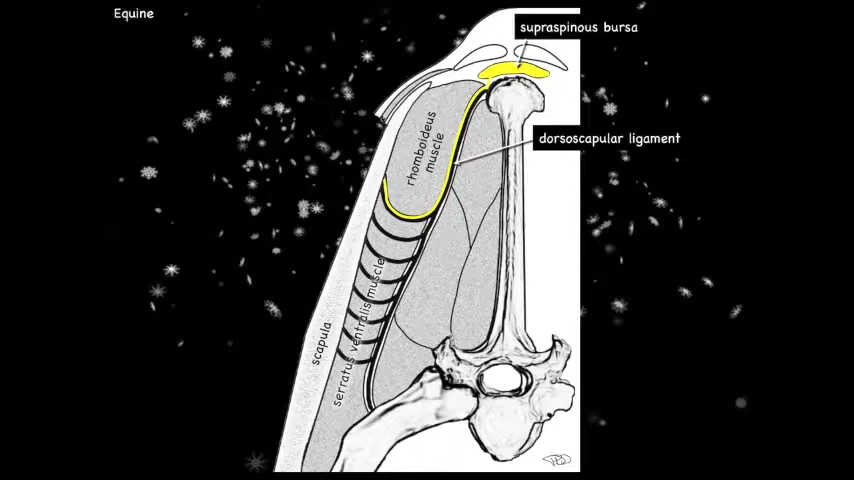 Equine
supraspinous bursa
dorsoscapular ligament
rhomboideus
muscle
serratus ventralis muscle
scapula